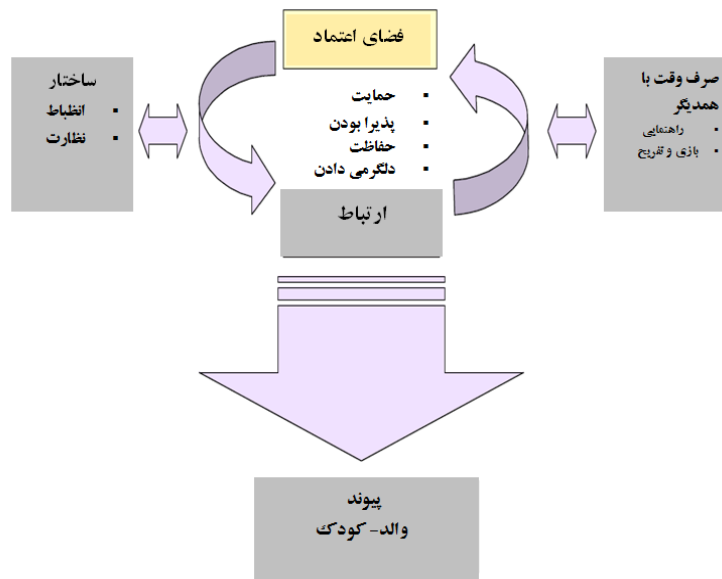 فضای اعتماد
صرف وقت با
همدیگر
راهنمایی
بازی و تفریح
حمایت
پذیرا بودن
حفاظت
دلگرمی دادن
ساختار
انظباط
نظارت
ارتباط
پیوند
والد- کودک